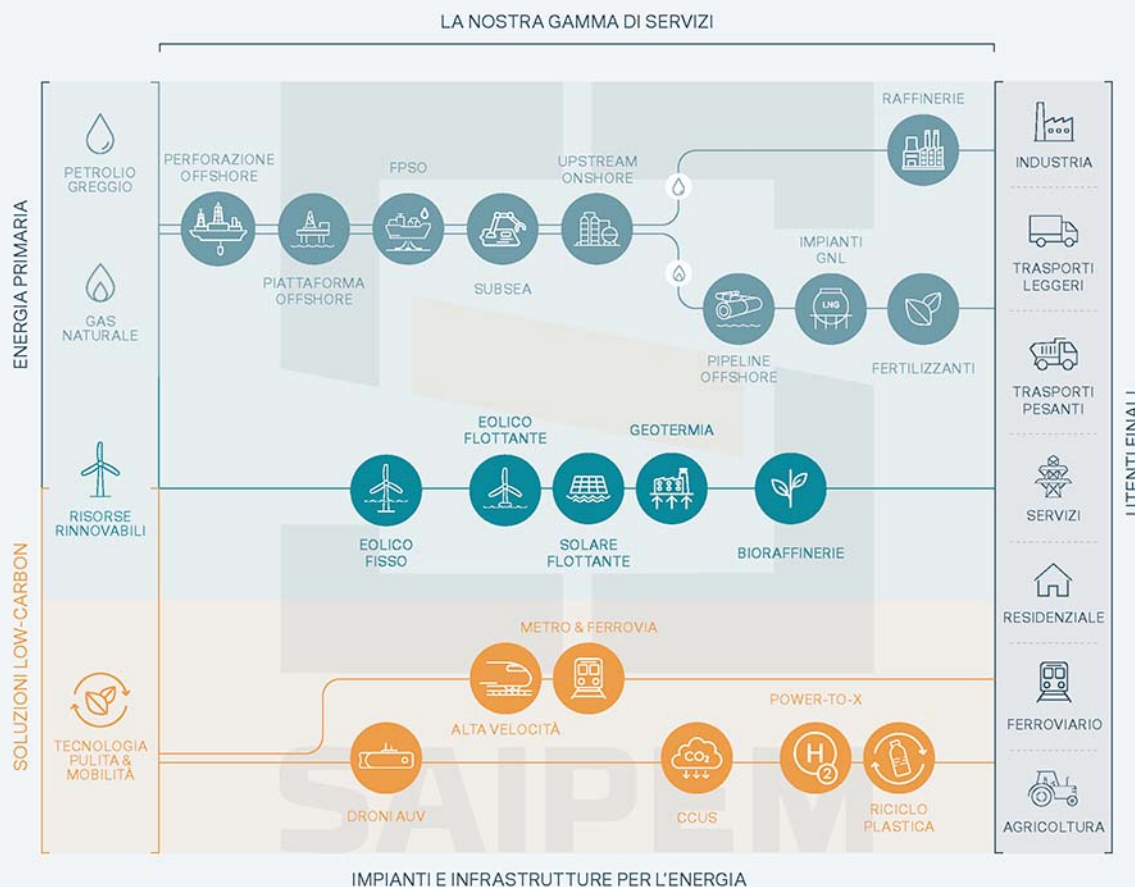 LA NOSTRA GAMMA DI SERVIZI
ENERGIA PRIMARIA
SOLUZIONI LOW-CARBON
PETROLIO
GREGGIO
GAS
NATURALE
RISORSE
RINNOVABILI
TECNOLOGIA
PULITA &
MOBILITÀ
PERFORAZIONE
OFFSHORE
PIATTAFORMA
OFFSHORE
FPSO
SUBSEA
UPSTREAM
ONSHORE
RAFFINERIE
PIPELINE
OFFSHORE
IMPIANTI
GNL
LNG
FERTILIZZANTI
EOLICO
FISSO
EOLICO
FLOTTANTE
SOLARE
FLOTTANTE
GEOTERMIA
BIORAFFINERIE
METRO & FERROVIA
ALTA VELOCITÀ
DRONI AUV
CO2
CCUS
POWER-TO-X
H2
RICICLO
PLASTICA
SAIPEM
INDUSTRIA
TRASPORTI
LEGGERI
TRASPORTI
PESANTI
SERVIZI
RESIDENZIALE
FERROVIARIO
AGRICOLTURA
UTENTI FINALI
IMPIANTI E INFRASTRUTTURE PER L'ENERGIA